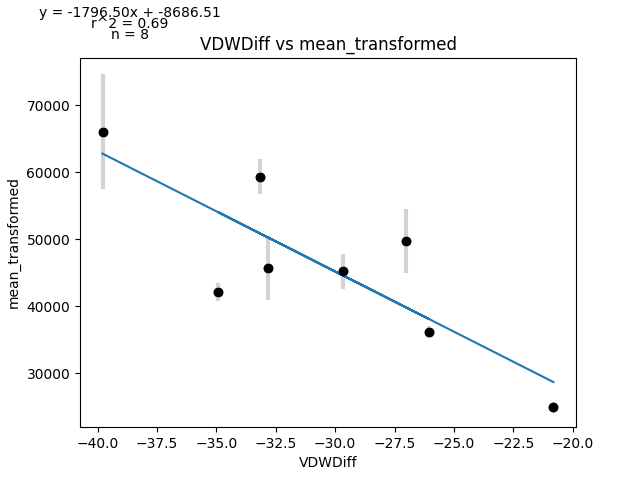 y = -1796.50x + -8686.51
r^2 = 0.69
n = 8
VDWDiff vs mean_transformed
70000
60000
50000
40000
30000
mean_transformed
−40.0 −37.5 −35.0 −32.5 −30.0 −27.5 −25.0 −22.5 −20.0
VDWDiff